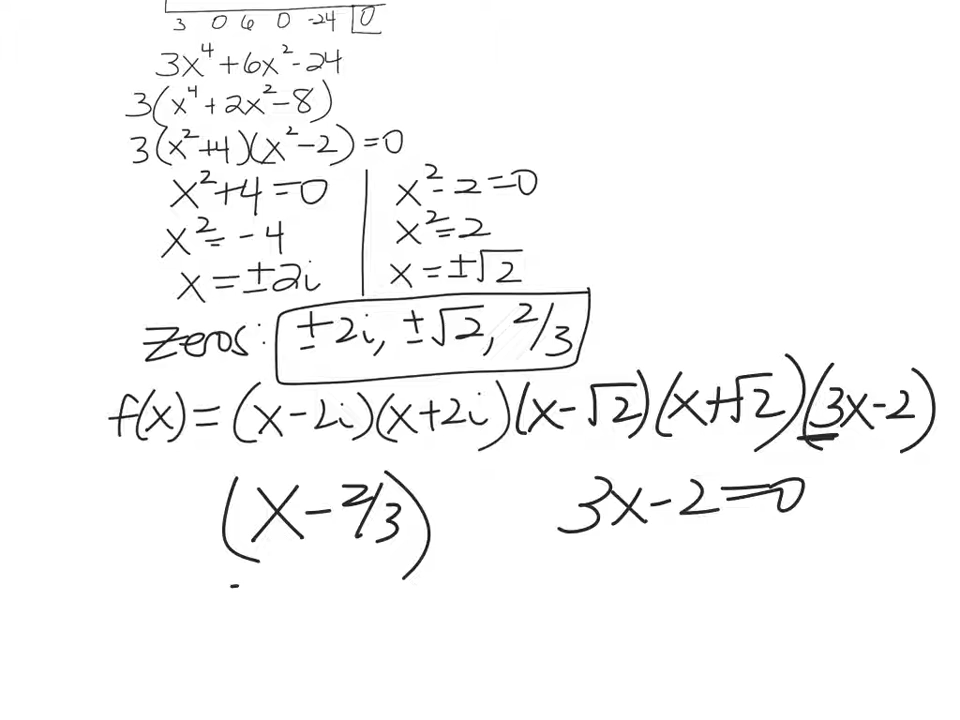 3 0 6 0 -24 0
3x⁴ + 6x² - 24
3(x⁴ + 2x² - 8)
3(x² + 4)(x² - 2) = 0
x² + 4 = 0 | x² - 2 = 0
x² = -4 | x² = 2
x = ±2i | x = ±√2
Zeros: ±2i, ±√2, 2/3
f(x) = (x - 2i)(x + 2i)(x - √2)(x + √2)(3x - 2)
(x - 2/3) 3x - 2 = 0